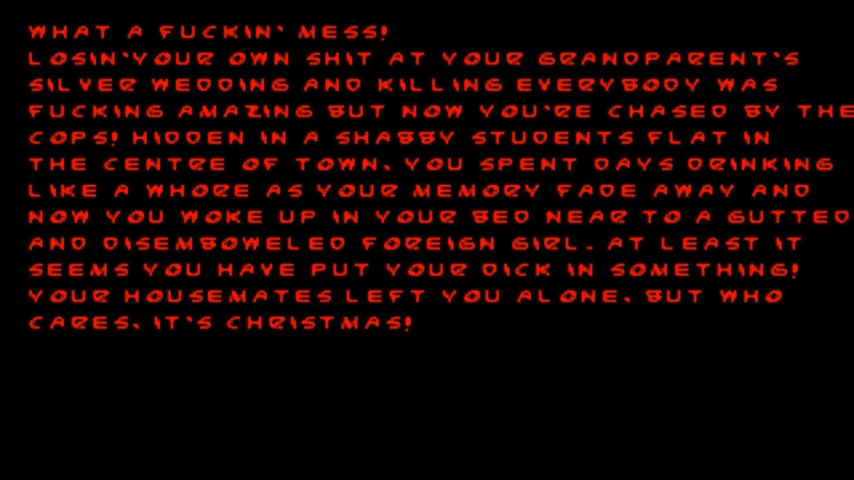 WHAT A FUCKIN' MESS!
LOSIN'YOUR OWN SHIT AT YOUR GRANDPARENT'S
SILVER WEDDING AND KILLING EVERYBODY WAS
FUCKING AMAZING BUT NOW YOU'RE CHASED BY THE
COPS! HIDDEN IN A SHABBY STUDENTS FLAT IN
THE CENTRE OF TOWN, YOU SPENT DAYS DRINKING
LIKE A WHORE AS YOUR MEMORY FADE AWAY AND
NOW YOU WOKE UP IN YOUR BED NEAR TO A GUTTED
AND DISEMBOWELED FOREIGN GIRL. AT LEAST IT
SEEMS YOU HAVE PUT YOUR DICK IN SOMETHING!
YOUR HOUSEMATES LEFT YOU ALONE, BUT WHO
CARES, IT'S CHRISTMAS!